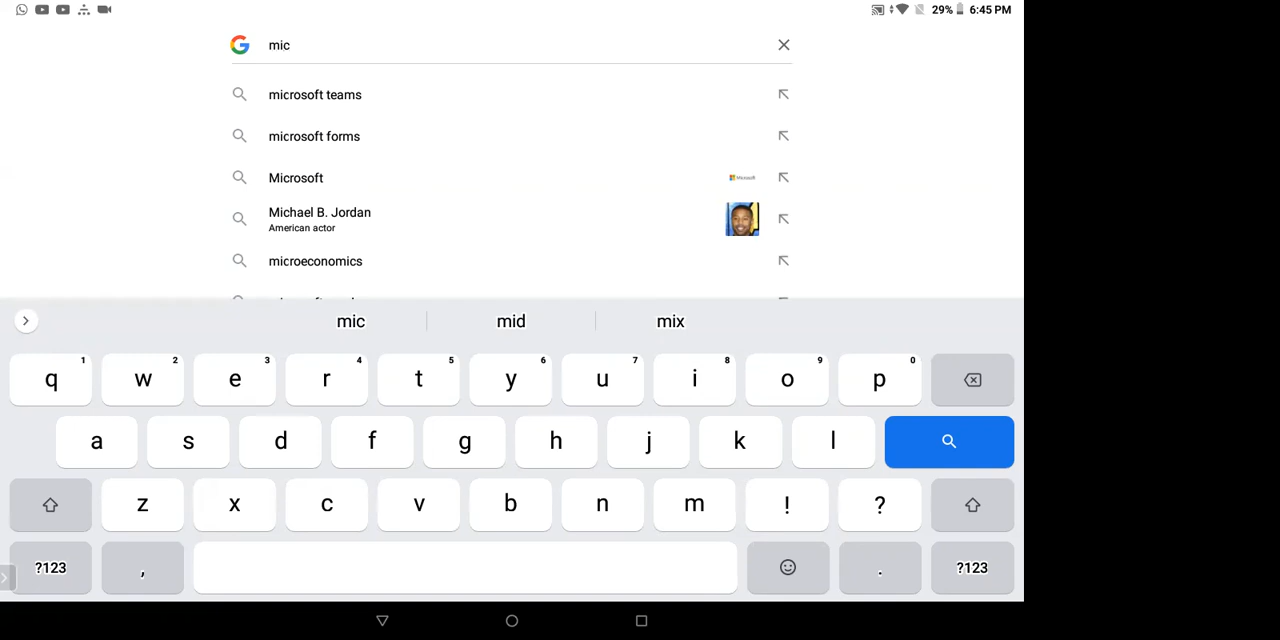 29% 6:45 PM
mic
microsoft teams
microsoft forms
Microsoft
Microsoft
Michael B. Jordan
American actor
microeconomics
mic mid mix
q 1 w 2 e 3 r 4 t 5 y 6 u 7 i 8 o 9 p 0
a s d f g h j k l
z x c v b n m ! ?
?123 , . ?123